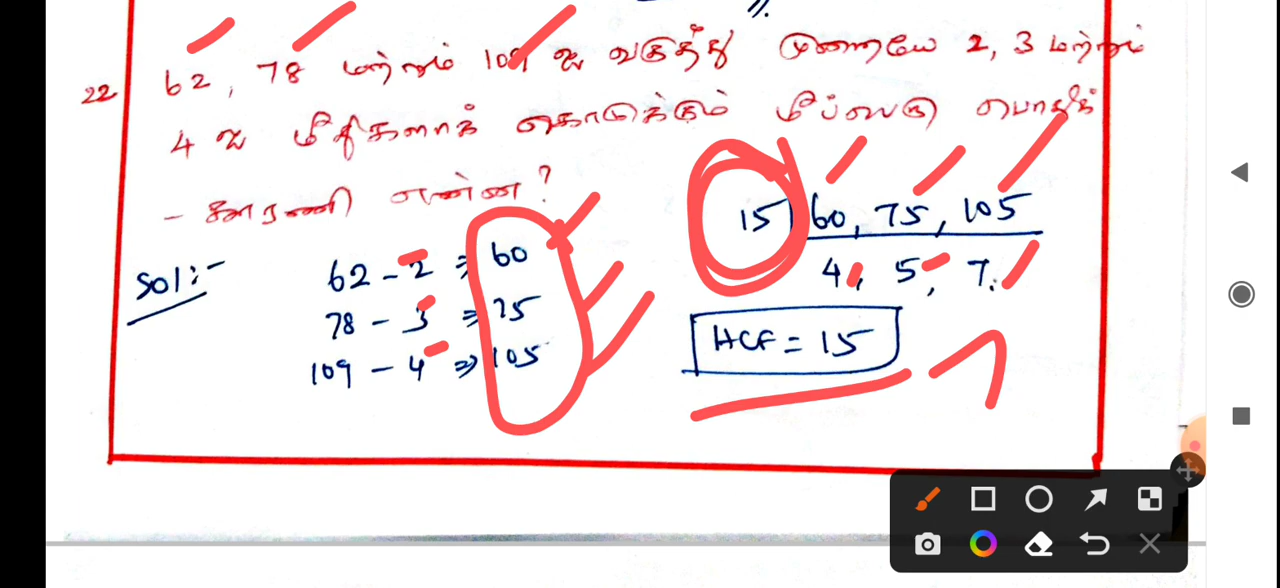 22 62, 78 மற்றும் 109 ஐ வகுத்து முறையே 2, 3 மற்றும்
4 ஐ மீதிகளாக் கொடுக்கும் மீப்பெரு பொதுக்
- காரணி என்ன?
Sol:-
62 - 2 ⇒ 60
78 - 3 ⇒ 75
109 - 4 ⇒ 105
15 60, 75, 105
4, 5, 7.
HCF = 15